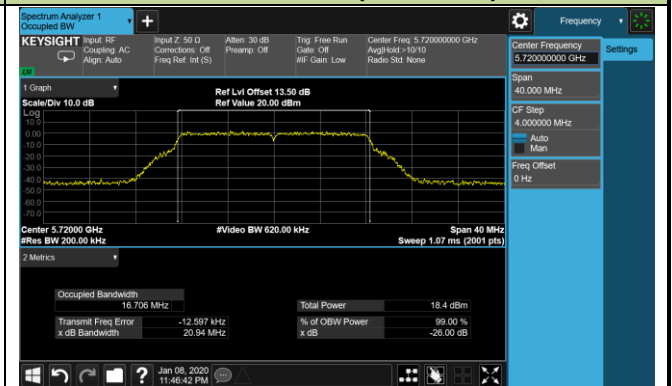 Spectrum Analyzer 1
Occupied BW
Frequency
KEYSIGHT
Input: RF
Coupling: AC
Align: Auto
Input Z: 50 Ω
Corrections: Off
Freq Ref: Int (S)
Atten: 30 dB
Preamp: Off
Trig: Free Run
Gate: Off
#IF Gain: Low
Center Freq: 5.720000000 GHz
Avg|Hold:>10/10
Radio Std: None
Center Frequency
5.720000000 GHz
Settings
Span
40.000 MHz
CF Step
4.000000 MHz
Auto
Man
Freq Offset
0 Hz
1 Graph
Scale/Div 10.0 dB
Ref Lvl Offset 13.50 dB
Ref Value 20.00 dBm
Log
10.0
0.00
-10.0
-20.0
-30.0
-40.0
-50.0
-60.0
-70.0
Center 5.72000 GHz
#Video BW 620.00 kHz
Span 40 MHz
#Res BW 200.00 kHz
Sweep 1.07 ms (2001 pts)
2 Metrics
Occupied Bandwidth
16.706 MHz
Total Power 18.4 dBm
Transmit Freq Error -12.597 kHz
% of OBW Power 99.00 %
x dB Bandwidth 20.94 MHz
x dB -26.00 dB
?
Jan 08, 2020
11:46:42 PM